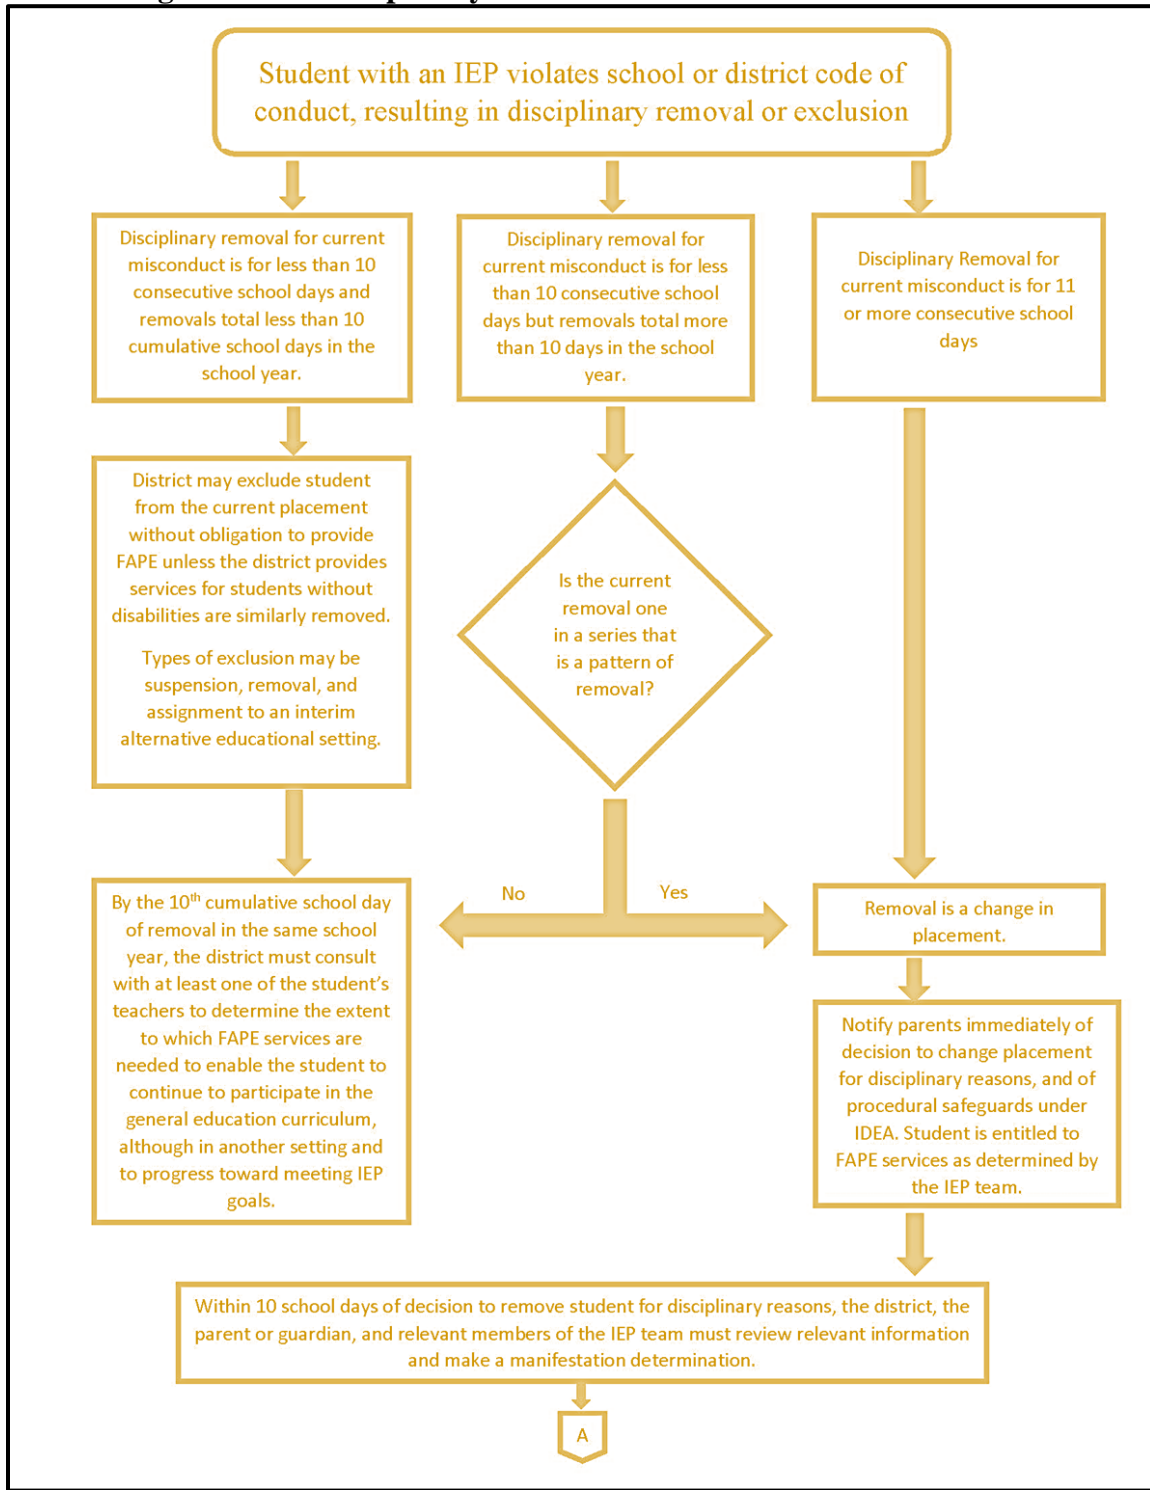 Student with an IEP violates school or district code of
conduct, resulting in disciplinary removal or exclusion
Disciplinary removal for current
misconduct is for less than 10
consecutive school days and
removals total less than 10
cumulative school days in the
school year.
Disciplinary removal for
current misconduct is for less
than 10 consecutive school
days but removals total more
than 10 days in the school
year.
Disciplinary Removal for
current misconduct is for 11
or more consecutive school
days
District may exclude student
from the current placement
without obligation to provide
FAPE unless the district provides
services for students without
disabilities are similarly removed.
Types of exclusion may be
suspension, removal, and
assignment to an interim
alternative educational setting.
Is the current
removal one
in a series that
is a pattern of
removal?
No
Yes
By the 10th cumulative school day
of removal in the same school
year, the district must consult
with at least one of the student's
teachers to determine the extent
to which FAPE services are
needed to enable the student to
continue to participate in the
general education curriculum,
although in another setting and
to progress toward meeting IEP
goals.
Removal is a change in
placement.
Notify parents immediately of
decision to change placement
for disciplinary reasons, and of
procedural safeguards under
IDEA. Student is entitled to
FAPE services as determined by
the IEP team.
Within 10 school days of decision to remove student for disciplinary reasons, the district, the
parent or guardian, and relevant members of the IEP team must review relevant information
and make a manifestation determination.
A